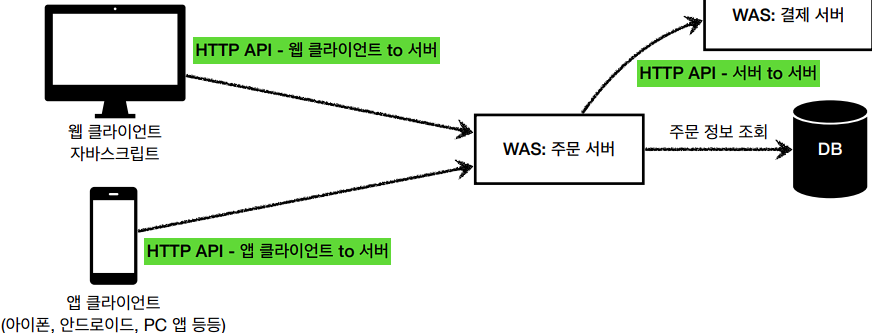 WAS: 결제 서버
HTTP API - 웹 클라이언트 to 서버
HTTP API - 서버 to 서버
웹 클라이언트
자바스크립트
WAS: 주문 서버
주문 정보 조회
DB
HTTP API - 앱 클라이언트 to 서버
앱 클라이언트
(아이폰, 안드로이드, PC 앱 등등)